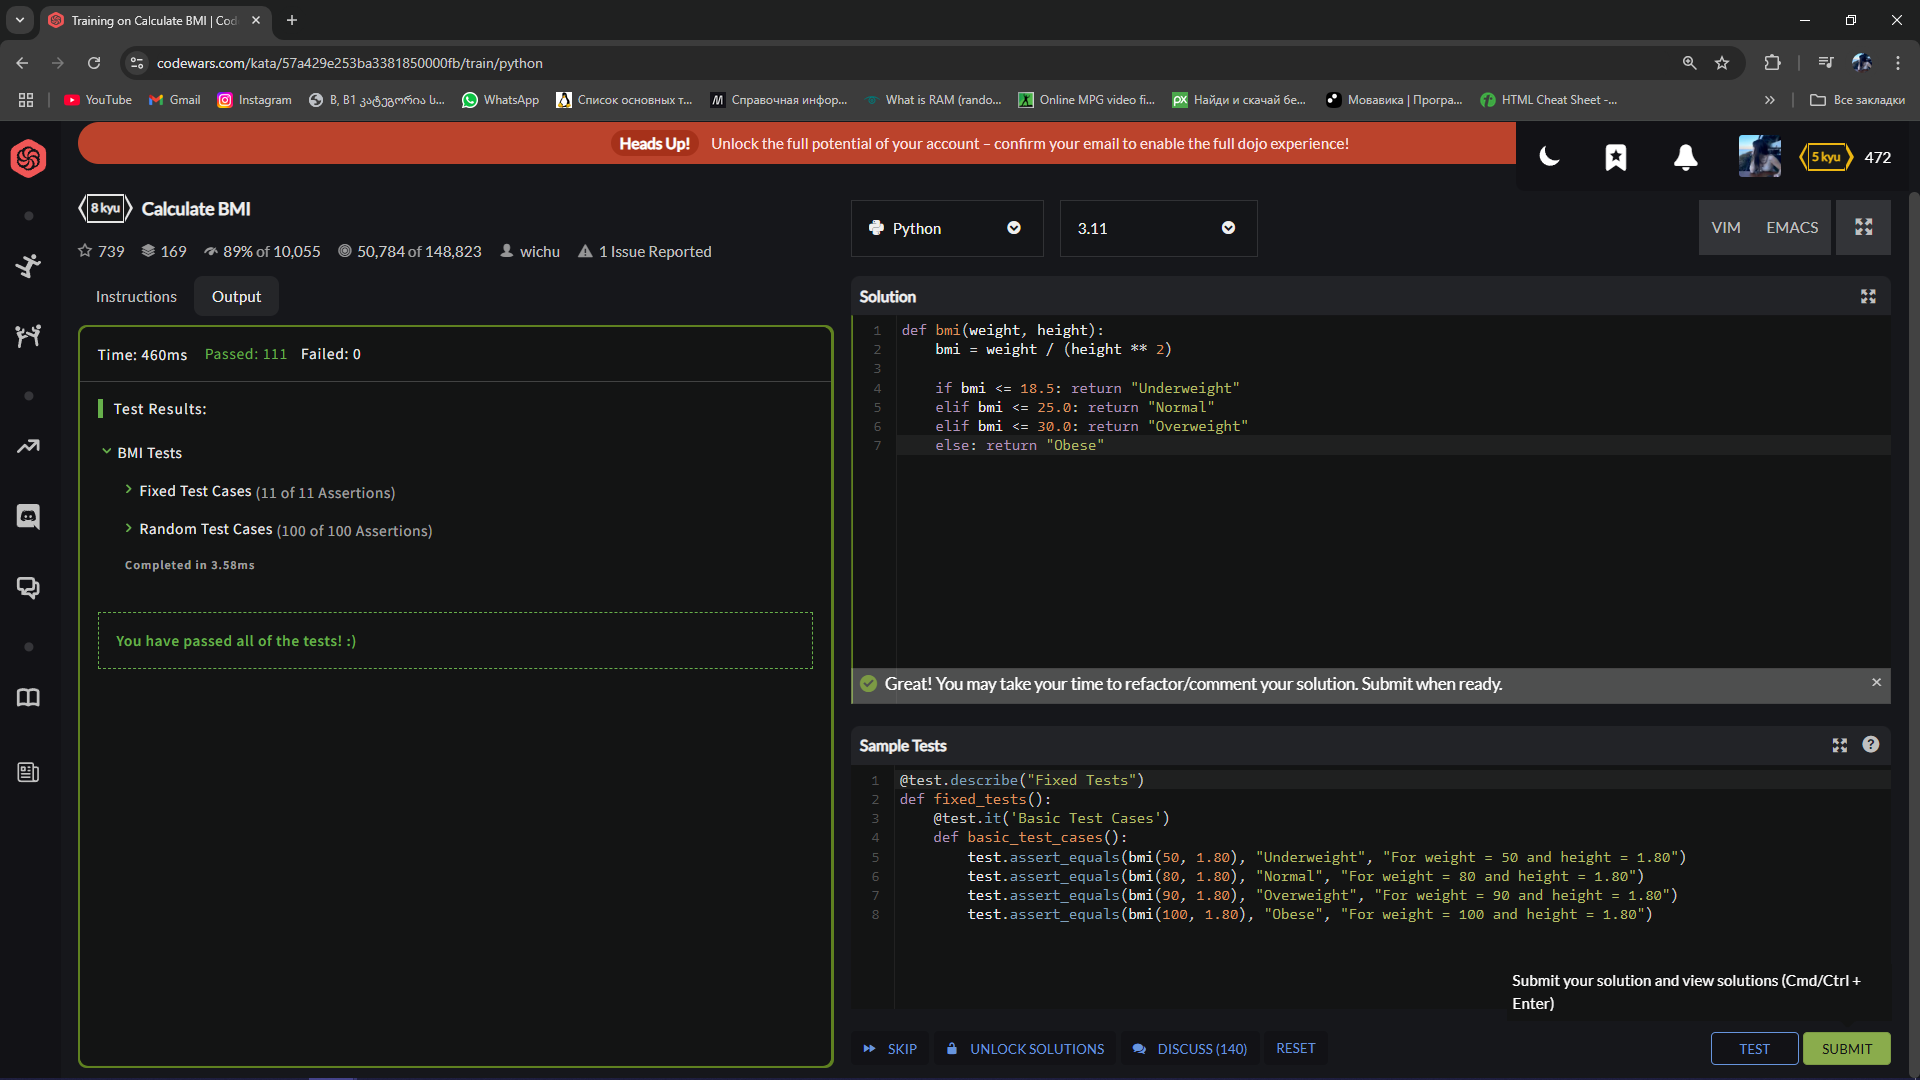 Training on Calculate BMI | Cod
codewars.com/kata/57a429e253ba3381850000fb/train/python
YouTube
Gmail
Instagram
B, B1 კატეგორია ს...
WhatsApp
Список основных т...
Справочная инфор...
What is RAM (rando...
Online MPG video fi...
Найди и скачай бе...
Мовавика | Програ...
HTML Cheat Sheet -...
»
Все закладки
Heads Up! Unlock the full potential of your account – confirm your email to enable the full dojo experience!
5 kyu 472
8 kyu Calculate BMI
739 169 89% of 10,055 50,784 of 148,823 wichu 1 Issue Reported
Instructions Output
Time: 460ms Passed: 111 Failed: 0
Test Results:
BMI Tests
Fixed Test Cases (11 of 11 Assertions)
Random Test Cases (100 of 100 Assertions)
Completed in 3.58ms
You have passed all of the tests! :)
Python 3.11
VIM EMACS
Solution
1 def bmi(weight, height):
2     bmi = weight / (height ** 2)
3
4     if bmi <= 18.5: return "Underweight"
5     elif bmi <= 25.0: return "Normal"
6     elif bmi <= 30.0: return "Overweight"
7     else: return "Obese"
Great! You may take your time to refactor/comment your solution. Submit when ready.
Sample Tests
1 @test.describe("Fixed Tests")
2 def fixed_tests():
3     @test.it('Basic Test Cases')
4     def basic_test_cases():
5         test.assert_equals(bmi(50, 1.80), "Underweight", "For weight = 50 and height = 1.80")
6         test.assert_equals(bmi(80, 1.80), "Normal", "For weight = 80 and height = 1.80")
7         test.assert_equals(bmi(90, 1.80), "Overweight", "For weight = 90 and height = 1.80")
8         test.assert_equals(bmi(100, 1.80), "Obese", "For weight = 100 and height = 1.80")
Submit your solution and view solutions (Cmd/Ctrl +
Enter)
SKIP UNLOCK SOLUTIONS DISCUSS (140) RESET
TEST SUBMIT